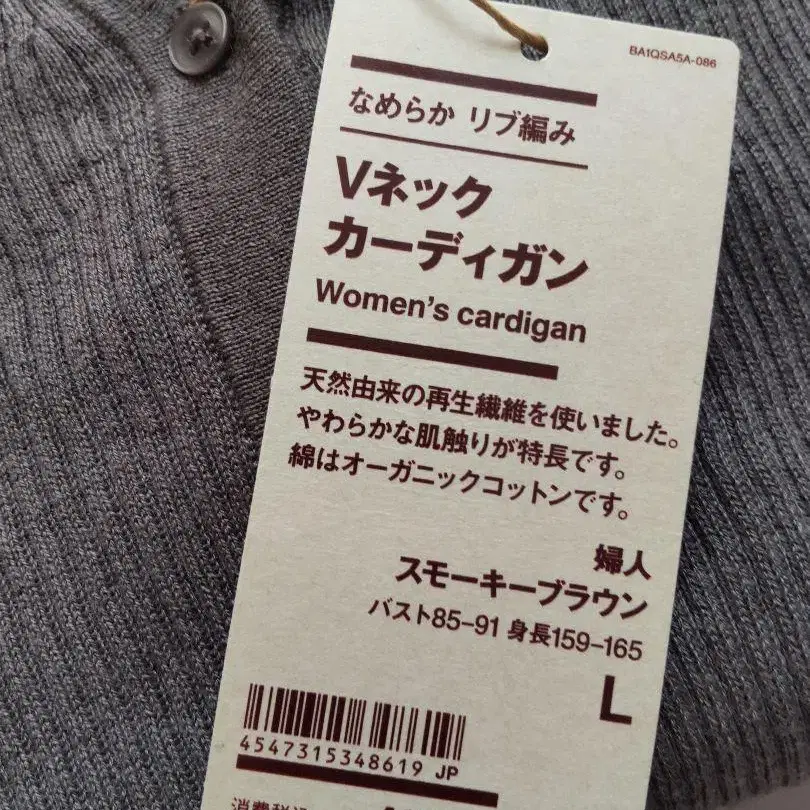 BA1QSA5A-086
なめらか リブ編み
Vネック
カーディガン
Women's cardigan
天然由来の再生繊維を使いました。
やわらかな肌触りが特長です。
綿はオーガニックコットンです。
婦人
スモーキーブラウン
バスト85-91 身長159-165
L
4547315348619 JP
消費税込